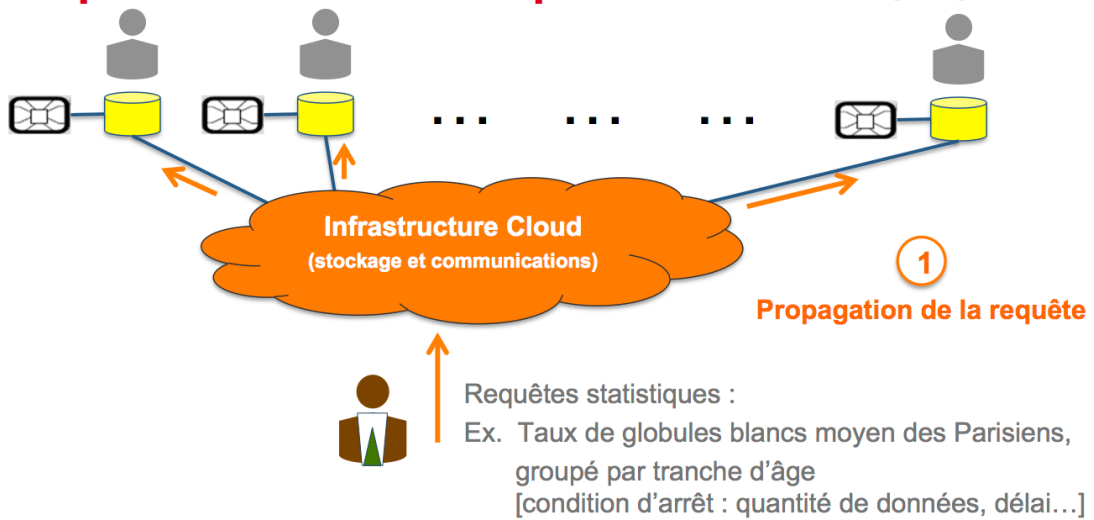 ... ... ...
Infrastructure Cloud
(stockage et communications)
1
Propagation de la requête
Requêtes statistiques :
Ex. Taux de globules blancs moyen des Parisiens,
groupé par tranche d'âge
[condition d'arrêt : quantité de données, délai…]